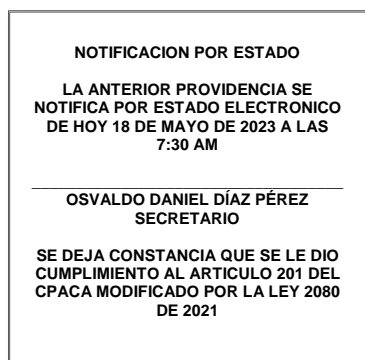 NOTIFICACION POR ESTADO
LA ANTERIOR PROVIDENCIA SE
NOTIFICA POR ESTADO ELECTRONICO
DE HOY 18 DE MAYO DE 2023 A LAS
7:30 AM
OSVALDO DANIEL DÍAZ PÉREZ
SECRETARIO
SE DEJA CONSTANCIA QUE SE LE DIO
CUMPLIMIENTO AL ARTICULO 201 DEL
CPACA MODIFICADO POR LA LEY 2080
DE 2021